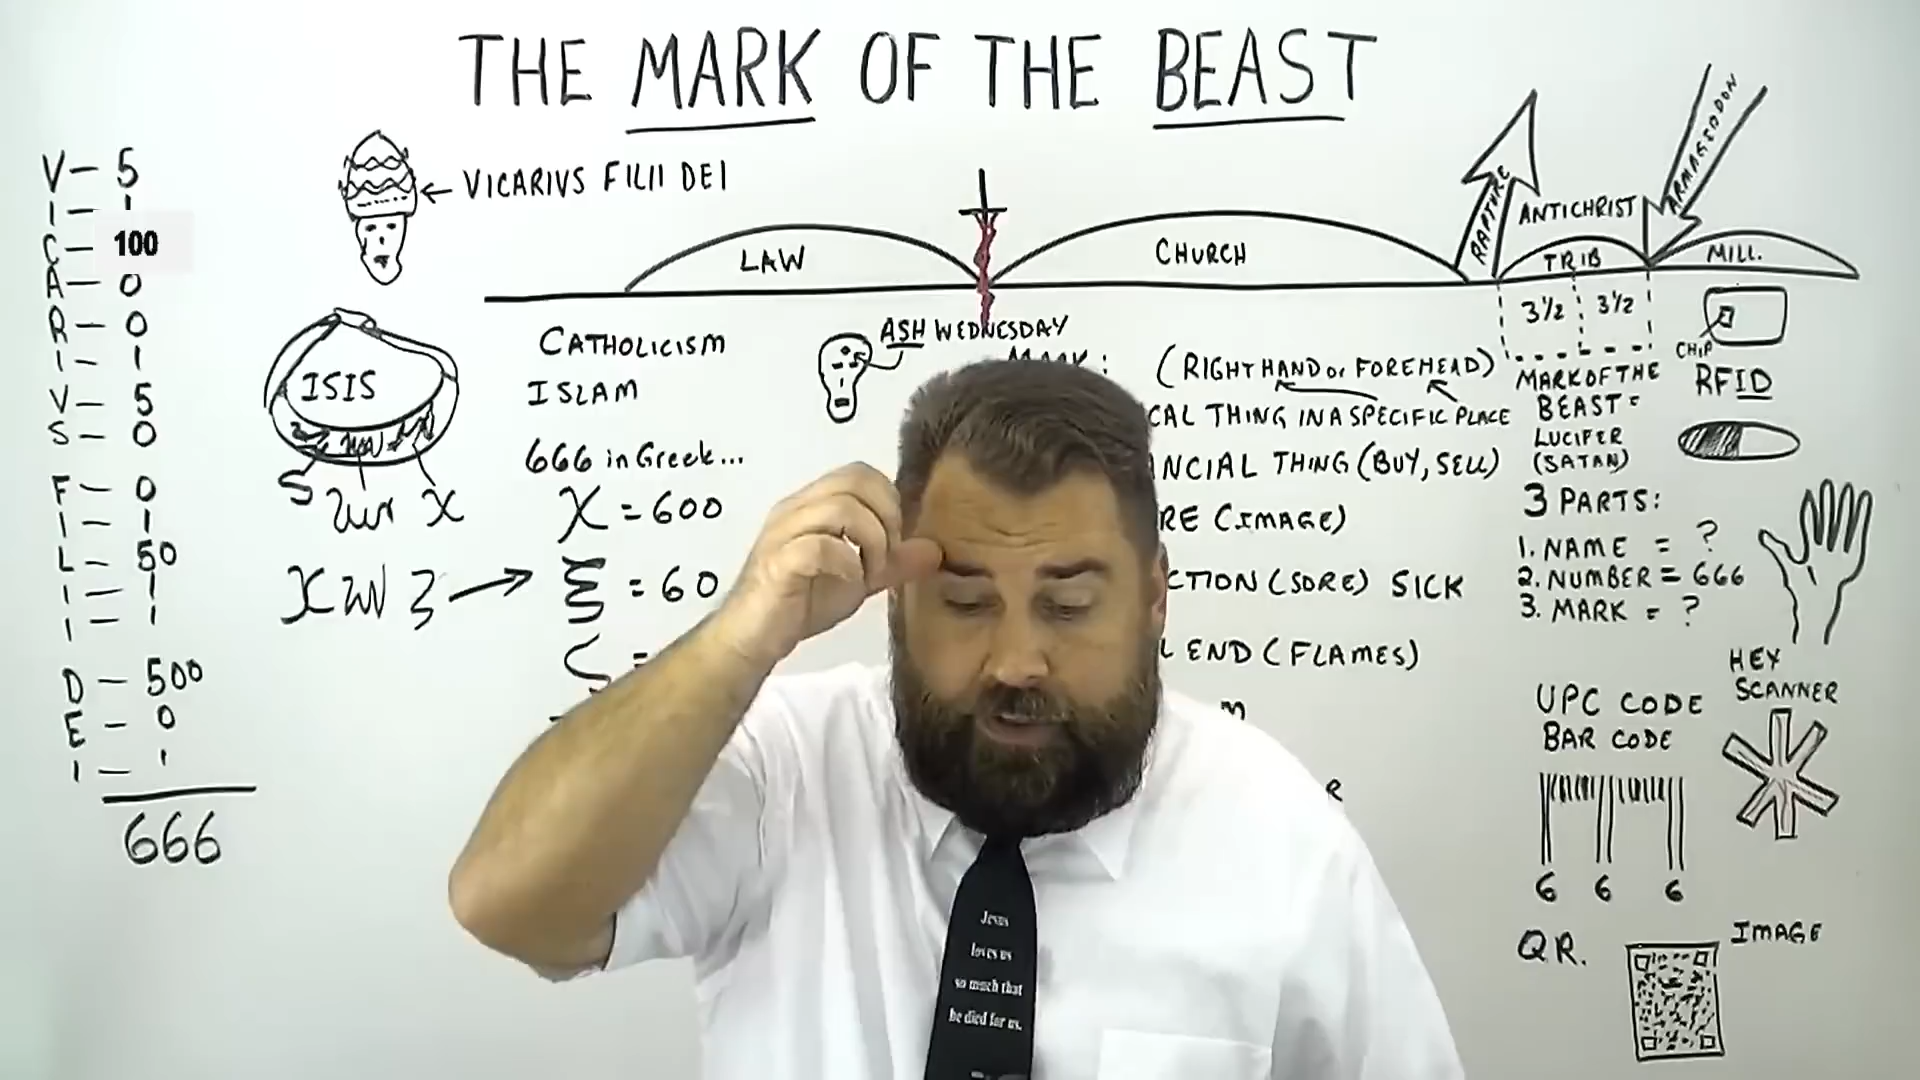 THE MARK OF THE BEAST
V - 5
I - 1
C - 100
A - 0
R - 0
I - 1
V - 5
S - 0
F - 0
I - 1
L - 50
I - 1
I - 1
D - 500
E - 0
I - 1
666
← VICARIVS FILII DEI
LAW
CHURCH
RAPTURE
ANTICHRIST
ARMAGEDDON
TRIB
MILL.
3 1/2
3 1/2
ISIS
S
X
CATHOLICISM
ISLAM
666 in Greek...
X = 600
ξ = 60
ς =
ASH WEDNESDAY
(RIGHT HAND or FOREHEAD)
CAL THING IN A SPECIFIC PLACE
NCIAL THING (BUY, SELL)
RE (IMAGE)
CTION (SORE) SICK
L END (FLAMES)
M
R
MARK OF THE
BEAST =
LUCIFER
(SATAN)
3 PARTS:
1. NAME = ?
2. NUMBER = 666
3. MARK = ?
CHIP
RFID
HEY
SCANNER
UPC CODE
BAR CODE
6 6 6
Q.R.
IMAGE
Jesus
loves us
so much that
he died for us.